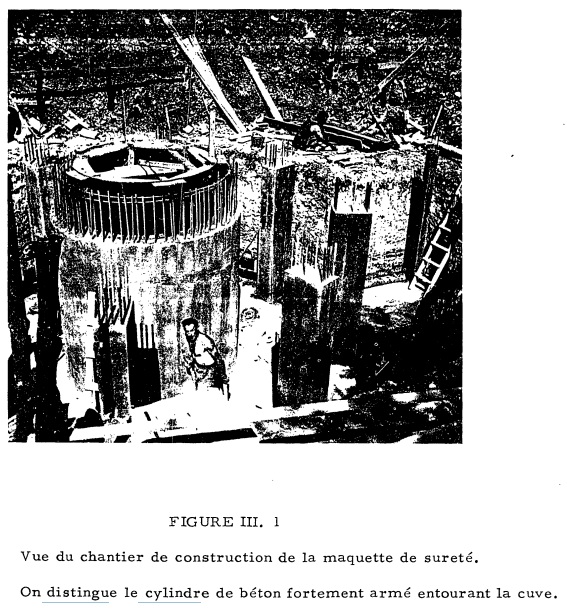 FIGURE III. 1
Vue du chantier de construction de la maquette de sureté.
On distingue le cylindre de béton fortement armé entourant la cuve.